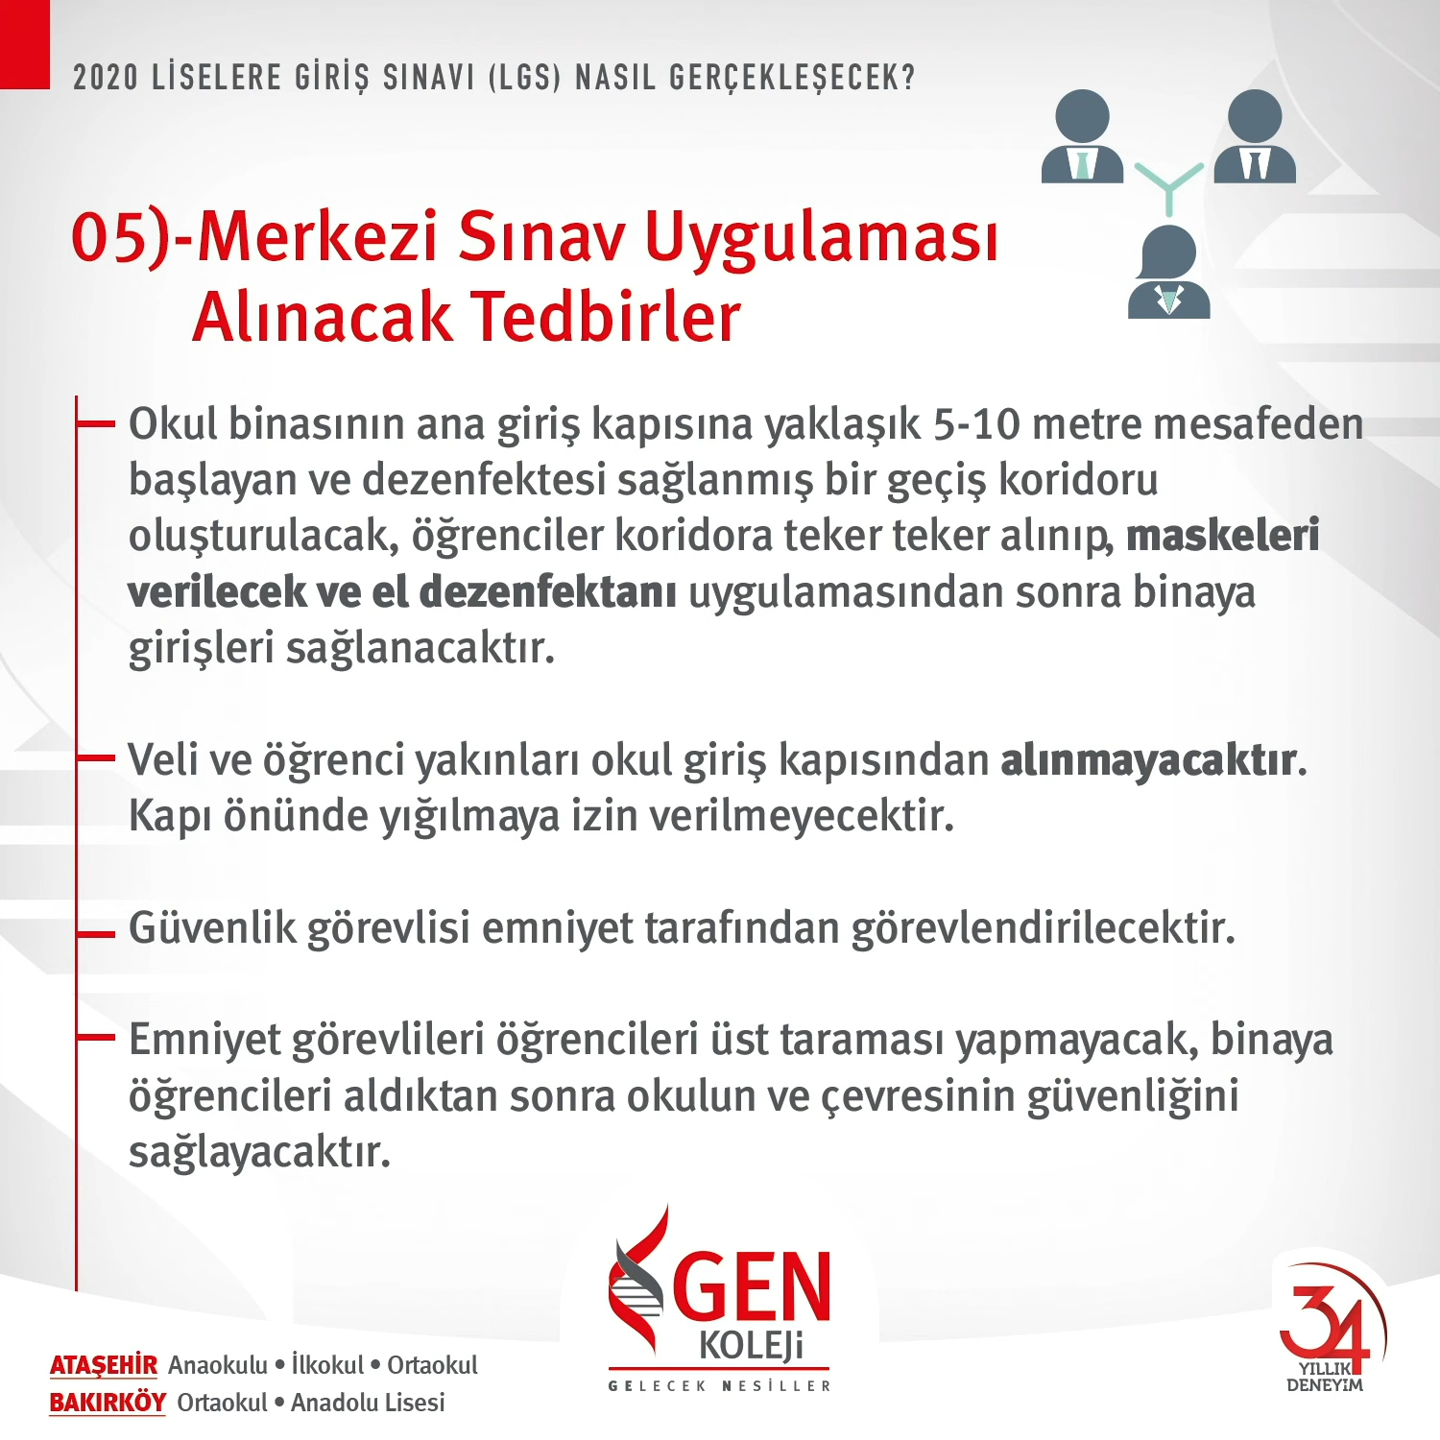 2020 LİSELERE GİRİŞ SINAVI (LGS) NASIL GERÇEKLEŞECEK?
05)-Merkezi Sınav Uygulaması
Alınacak Tedbirler
Okul binasının ana giriş kapısına yaklaşık 5-10 metre mesafeden
başlayan ve dezenfektesi sağlanmış bir geçiş koridoru
oluşturulacak, öğrenciler koridora teker teker alınıp, maskeleri
verilecek ve el dezenfektanı uygulamasından sonra binaya
girişleri sağlanacaktır.
Veli ve öğrenci yakınları okul giriş kapısından alınmayacaktır.
Kapı önünde yığılmaya izin verilmeyecektir.
Güvenlik görevlisi emniyet tarafından görevlendirilecektir.
Emniyet görevlileri öğrencileri üst taraması yapmayacak, binaya
öğrencileri aldıktan sonra okulun ve çevresinin güvenliğini
sağlayacaktır.
GEN
KOLEJi
GELECEK NESİLLER
34
YILLIK
DENEYİM
ATAŞEHİR Anaokulu • İlkokul • Ortaokul
BAKIRKÖY Ortaokul • Anadolu Lisesi